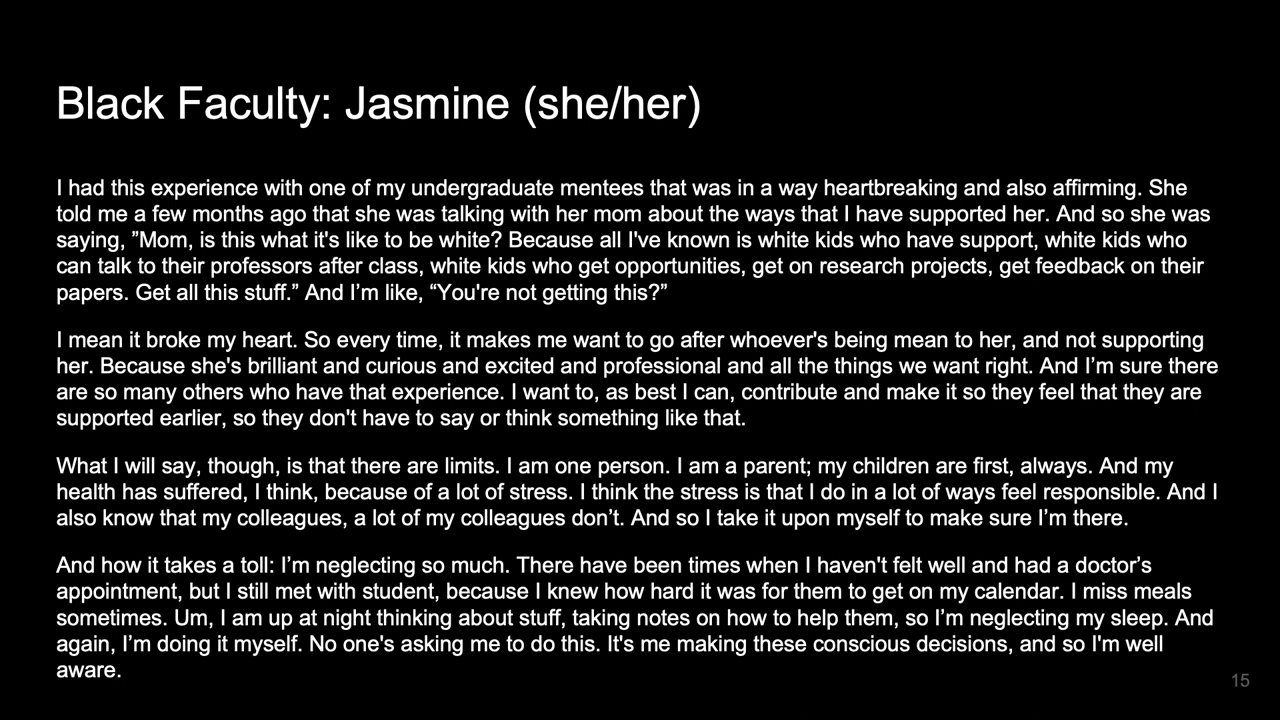 Black Faculty: Jasmine (she/her)
I had this experience with one of my undergraduate mentees that was in a way heartbreaking and also affirming. She
told me a few months ago that she was talking with her mom about the ways that I have supported her. And so she was
saying, ”Mom, is this what it's like to be white? Because all I've known is white kids who have support, white kids who
can talk to their professors after class, white kids who get opportunities, get on research projects, get feedback on their
papers. Get all this stuff.” And I’m like, “You're not getting this?”
I mean it broke my heart. So every time, it makes me want to go after whoever's being mean to her, and not supporting
her. Because she's brilliant and curious and excited and professional and all the things we want right. And I’m sure there
are so many others who have that experience. I want to, as best I can, contribute and make it so they feel that they are
supported earlier, so they don't have to say or think something like that.
What I will say, though, is that there are limits. I am one person. I am a parent; my children are first, always. And my
health has suffered, I think, because of a lot of stress. I think the stress is that I do in a lot of ways feel responsible. And I
also know that my colleagues, a lot of my colleagues don’t. And so I take it upon myself to make sure I’m there.
And how it takes a toll: I’m neglecting so much. There have been times when I haven't felt well and had a doctor’s
appointment, but I still met with student, because I knew how hard it was for them to get on my calendar. I miss meals
sometimes. Um, I am up at night thinking about stuff, taking notes on how to help them, so I’m neglecting my sleep. And
again, I’m doing it myself. No one's asking me to do this. It's me making these conscious decisions, and so I'm well
aware.
15